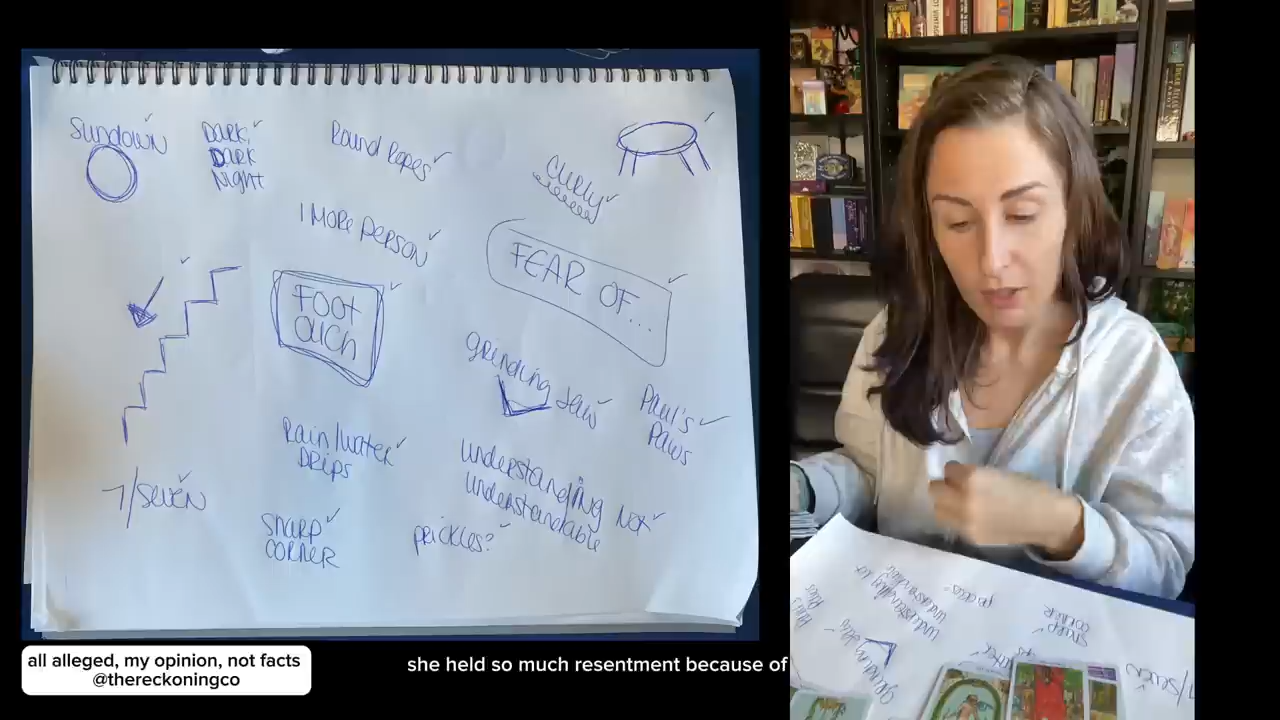 Sundown
DARK,
DARK
Night
Round Ropes
curly
1 MORE PERSON
FEAR OF...
FOOT
OUCH
grinding Jaw
Paul's
Paws
Rain/water
DRips
7/SEVEN
understanding
understandable
Not
SHARP
CORNER
prickles?
all alleged, my opinion, not facts
@thereckoningco
she held so much resentment because of